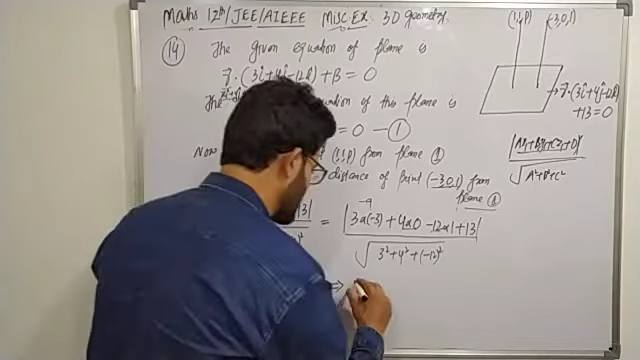 Maths 12th/JEE/AIEEE MISC.EX. 3D geometry.
(14) The given equation of plane is
r̄·(3î+4ĵ-12k̂)+13=0
The equation of this plane is
= 0 — (1)
Now (1,1,P) from plane (1)
distance of Point (-3,0,1) from
plane (1)
13| = |3×(-3)+4×0-12×1+13|
-9
√3²+4²+(-12)²
⇒
(1,1,P) (-3,0,1)
r̄·(3î+4ĵ-12k̂)
+13=0
|Ax1+By1+Cz1+D|
√A²+B²+C²